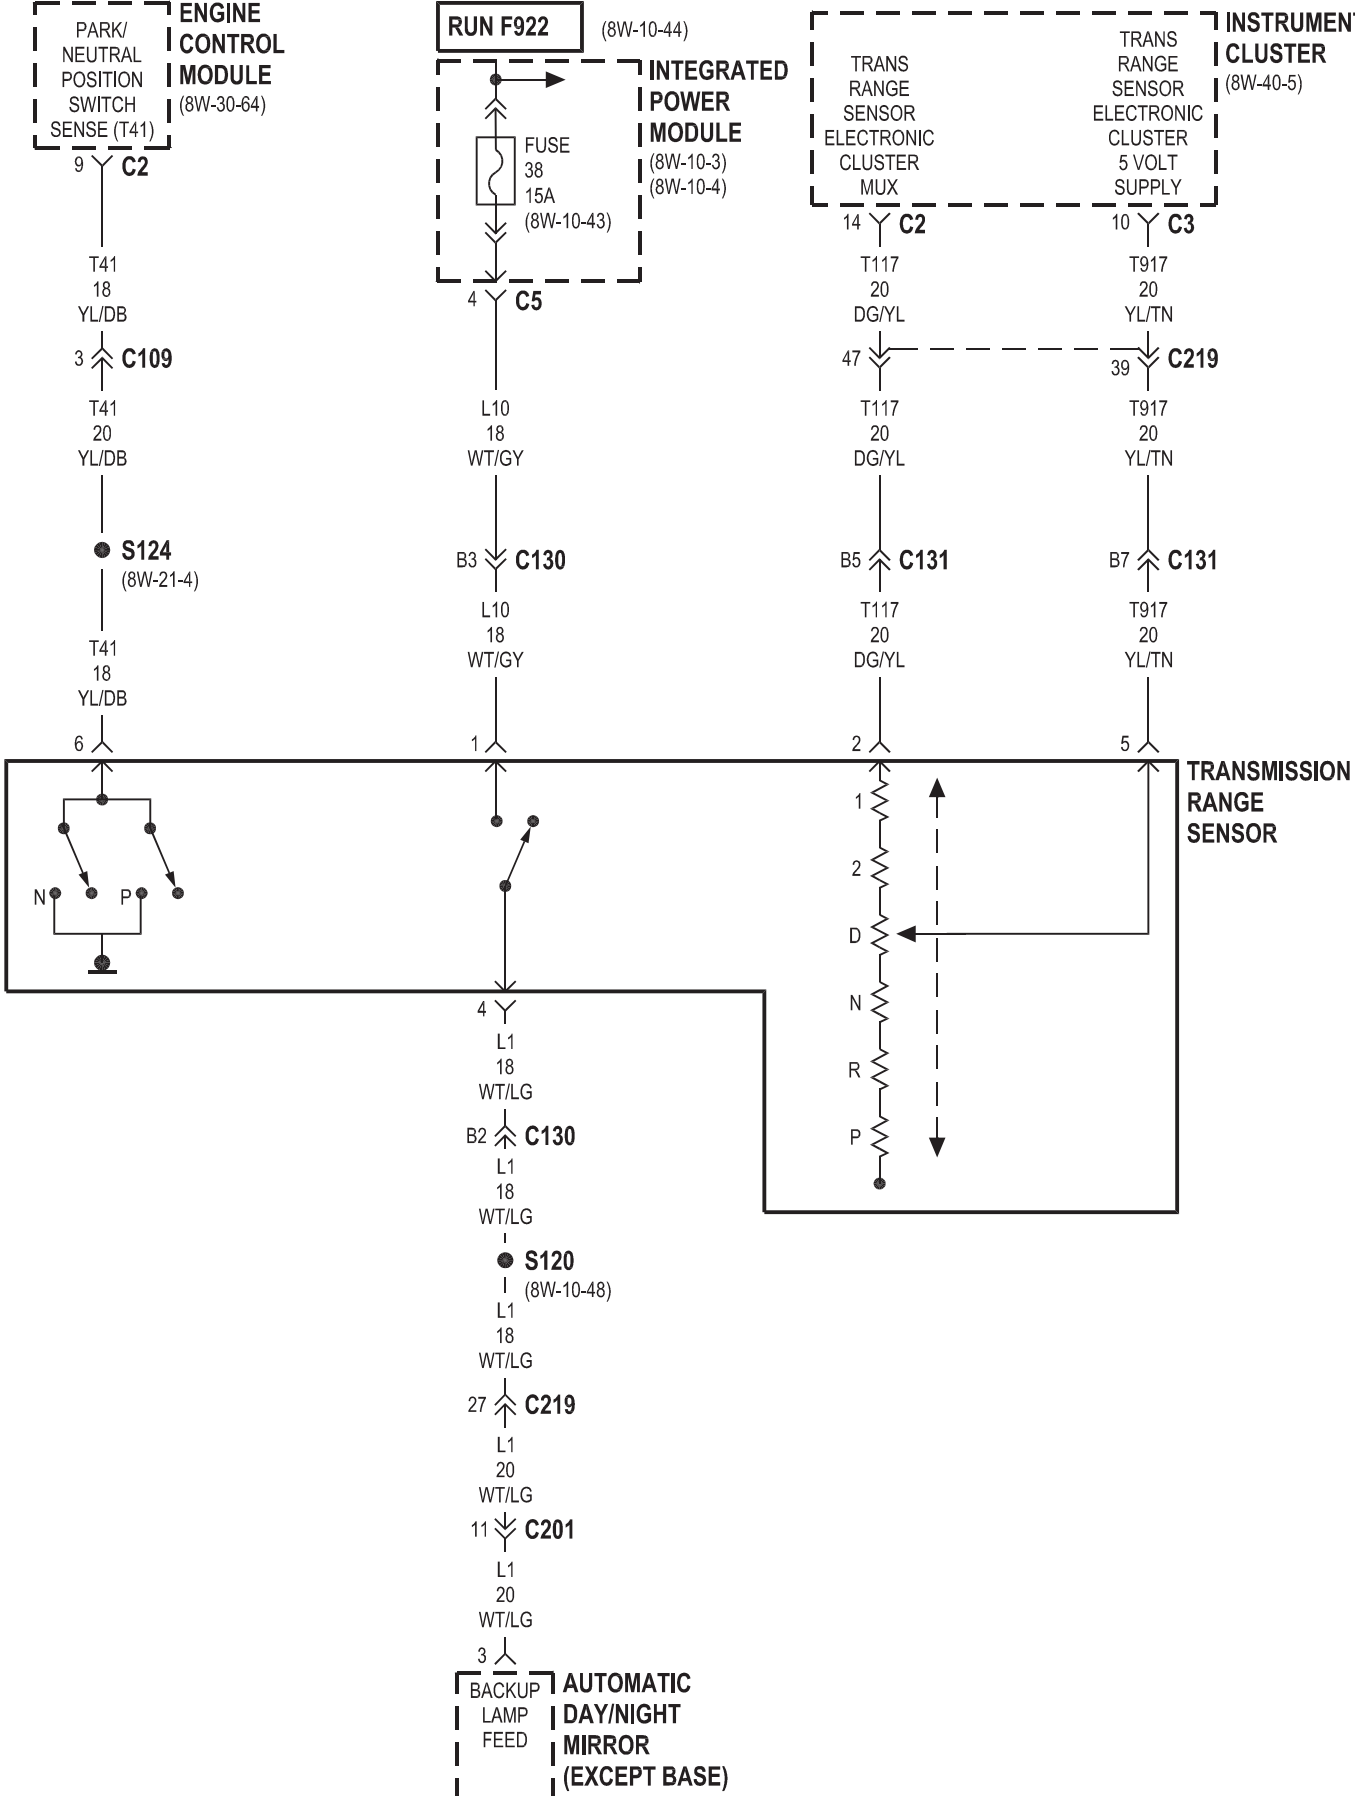 PARK/
NEUTRAL
POSITION
SWITCH
SENSE (T41)
ENGINE
CONTROL
MODULE
(8W-30-64)
9 C2
T41
18
YL/DB
3 C109
T41
20
YL/DB
S124
(8W-21-4)
T41
18
YL/DB
6
RUN F922 (8W-10-44)
INTEGRATED
POWER
MODULE
(8W-10-3)
(8W-10-4)
FUSE
38
15A
(8W-10-43)
4 C5
L10
18
WT/GY
B3 C130
L10
18
WT/GY
1
INSTRUMENT
CLUSTER
(8W-40-5)
TRANS
RANGE
SENSOR
ELECTRONIC
CLUSTER
MUX
14 C2
T117
20
DG/YL
47
T117
20
DG/YL
B5 C131
T117
20
DG/YL
2
TRANS
RANGE
SENSOR
ELECTRONIC
CLUSTER
5 VOLT
SUPPLY
10 C3
T917
20
YL/TN
39 C219
T917
20
YL/TN
B7 C131
T917
20
YL/TN
5
TRANSMISSION
RANGE
SENSOR
N P
1
2
D
N
R
P
4
L1
18
WT/LG
B2 C130
L1
18
WT/LG
S120
(8W-10-48)
L1
18
WT/LG
27 C219
L1
20
WT/LG
11 C201
L1
20
WT/LG
3
BACKUP
LAMP
FEED
AUTOMATIC
DAY/NIGHT
MIRROR
(EXCEPT BASE)